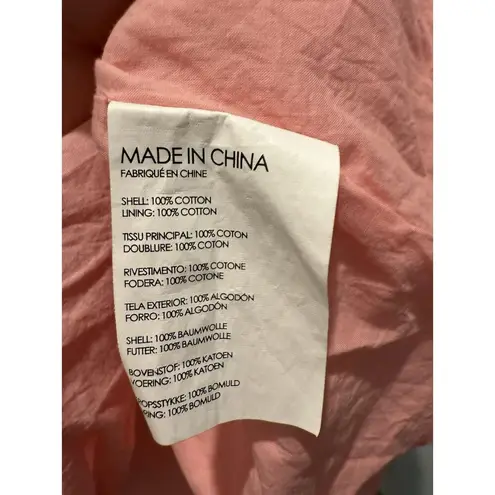 MADE IN CHINA
FABRIQUÉ EN CHINE
SHELL: 100% COTTON
LINING: 100% COTTON
TISSU PRINCIPAL: 100% COTON
DOUBLURE: 100% COTON
RIVESTIMENTO: 100% COTONE
FODERA: 100% COTONE
TELA EXTERIOR: 100% ALGODÓN
FORRO: 100% ALGODÓN
SHELL: 100% BAUMWOLLE
FUTTER: 100% BAUMWOLLE
BOVENSTOF: 100% KATOEN
VOERING: 100% KATOEN
100% BOMULD
100% BOMULD